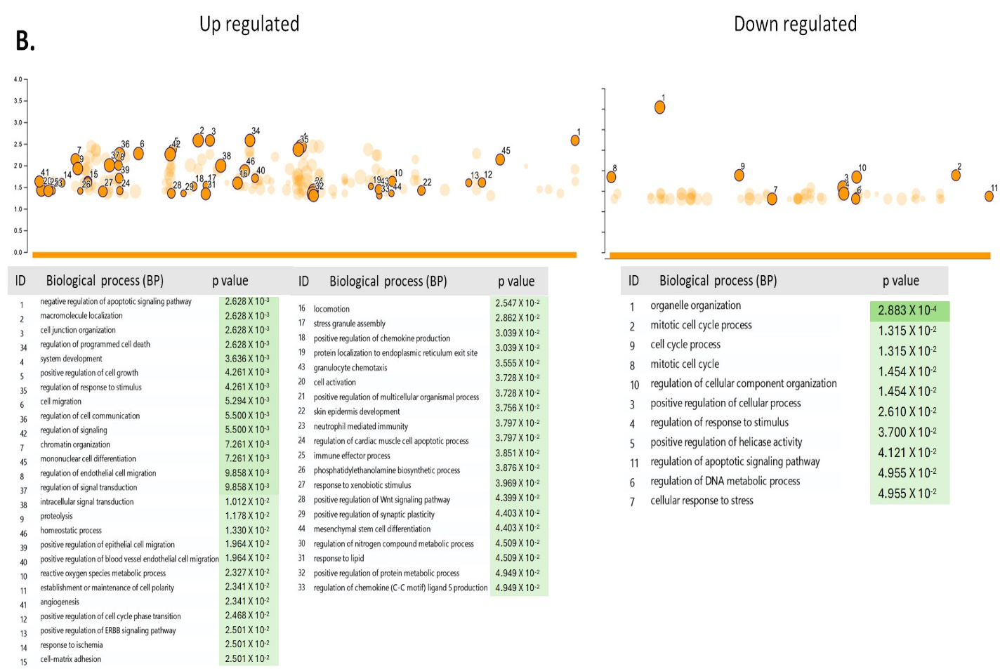 Up regulated
Down regulated
B.
4.0
3.5
3.0
2.5
2.0
1.5
1.0
0.5
0.0
ID Biological process (BP) p value
1 negative regulation of apoptotic signaling pathway 2.628 X 10-3
2 macromolecule localization 2.628 X 10-3
3 cell junction organization 2.628 X 10-3
34 regulation of programmed cell death 2.628 X 10-3
4 system development 3.636 X 10-3
5 positive regulation of cell growth 4.261 X 10-3
35 regulation of response to stimulus 4.261 X 10-3
6 cell migration 5.294 X 10-3
36 regulation of cell communication 5.500 X 10-3
42 regulation of signaling 5.500 X 10-3
7 chromatin organization 7.261 X 10-3
45 mononuclear cell differentiation 7.261 X 10-3
8 regulation of endothelial cell migration 9.858 X 10-3
37 regulation of signal transduction 9.858 X 10-3
38 intracellular signal transduction 1.012 X 10-2
9 proteolysis 1.178 X 10-2
46 homeostatic process 1.330 X 10-2
39 positive regulation of epithelial cell migration 1.964 X 10-2
40 positive regulation of blood vessel endothelial cell migration 1.964 X 10-2
10 reactive oxygen species metabolic process 2.327 X 10-2
11 establishment or maintenance of cell polarity 2.341 X 10-2
41 angiogenesis 2.341 X 10-2
12 positive regulation of cell cycle phase transition 2.468 X 10-2
13 positive regulation of ERBB signaling pathway 2.501 X 10-2
14 response to ischemia 2.501 X 10-2
15 cell-matrix adhesion 2.501 X 10-2
ID Biological process (BP) p value
16 locomotion 2.547 X 10-2
17 stress granule assembly 2.862 X 10-2
18 positive regulation of chemokine production 3.039 X 10-2
19 protein localization to endoplasmic reticulum exit site 3.039 X 10-2
43 granulocyte chemotaxis 3.555 X 10-2
20 cell activation 3.728 X 10-2
21 positive regulation of multicellular organismal process 3.728 X 10-2
22 skin epidermis development 3.756 X 10-2
23 neutrophil mediated immunity 3.797 X 10-2
24 regulation of cardiac muscle cell apoptotic process 3.797 X 10-2
25 immune effector process 3.851 X 10-2
26 phosphatidylethanolamine biosynthetic process 3.876 X 10-2
27 response to xenobiotic stimulus 3.969 X 10-2
28 positive regulation of Wnt signaling pathway 4.399 X 10-2
29 positive regulation of synaptic plasticity 4.403 X 10-2
44 mesenchymal stem cell differentiation 4.403 X 10-2
30 regulation of nitrogen compound metabolic process 4.509 X 10-2
31 response to lipid 4.509 X 10-2
32 positive regulation of protein metabolic process 4.949 X 10-2
33 regulation of chemokine (C-C motif) ligand 5 production 4.949 X 10-2
ID Biological process (BP) p value
1 organelle organization 2.883 X 10-4
2 mitotic cell cycle process 1.315 X 10-2
9 cell cycle process 1.315 X 10-2
8 mitotic cell cycle 1.454 X 10-2
10 regulation of cellular component organization 1.454 X 10-2
3 positive regulation of cellular process 2.610 X 10-2
4 regulation of response to stimulus 3.700 X 10-2
5 positive regulation of helicase activity 4.121 X 10-2
11 regulation of apoptotic signaling pathway 4.955 X 10-2
6 regulation of DNA metabolic process 4.955 X 10-2
7 cellular response to stress